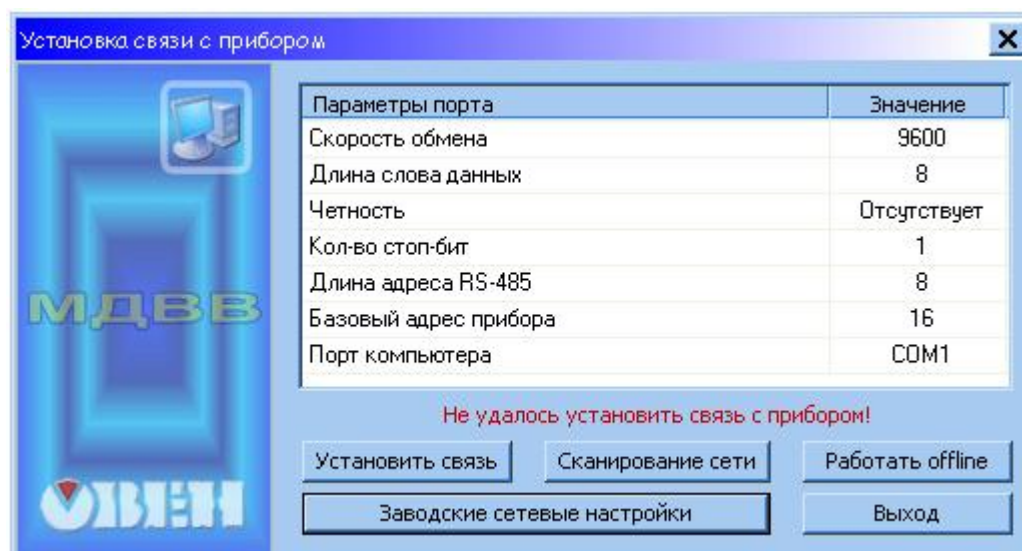 Установка связи с прибором
Параметры порта Значение
Скорость обмена 9600
Длина слова данных 8
Четность Отсутствует
Кол-во стоп-бит 1
Длина адреса RS-485 8
Базовый адрес прибора 16
Порт компьютера COM1
МДВВ
Не удалось установить связь с прибором!
Установить связь Сканирование сети Работать offline
ОВЕН
Заводские сетевые настройки Выход